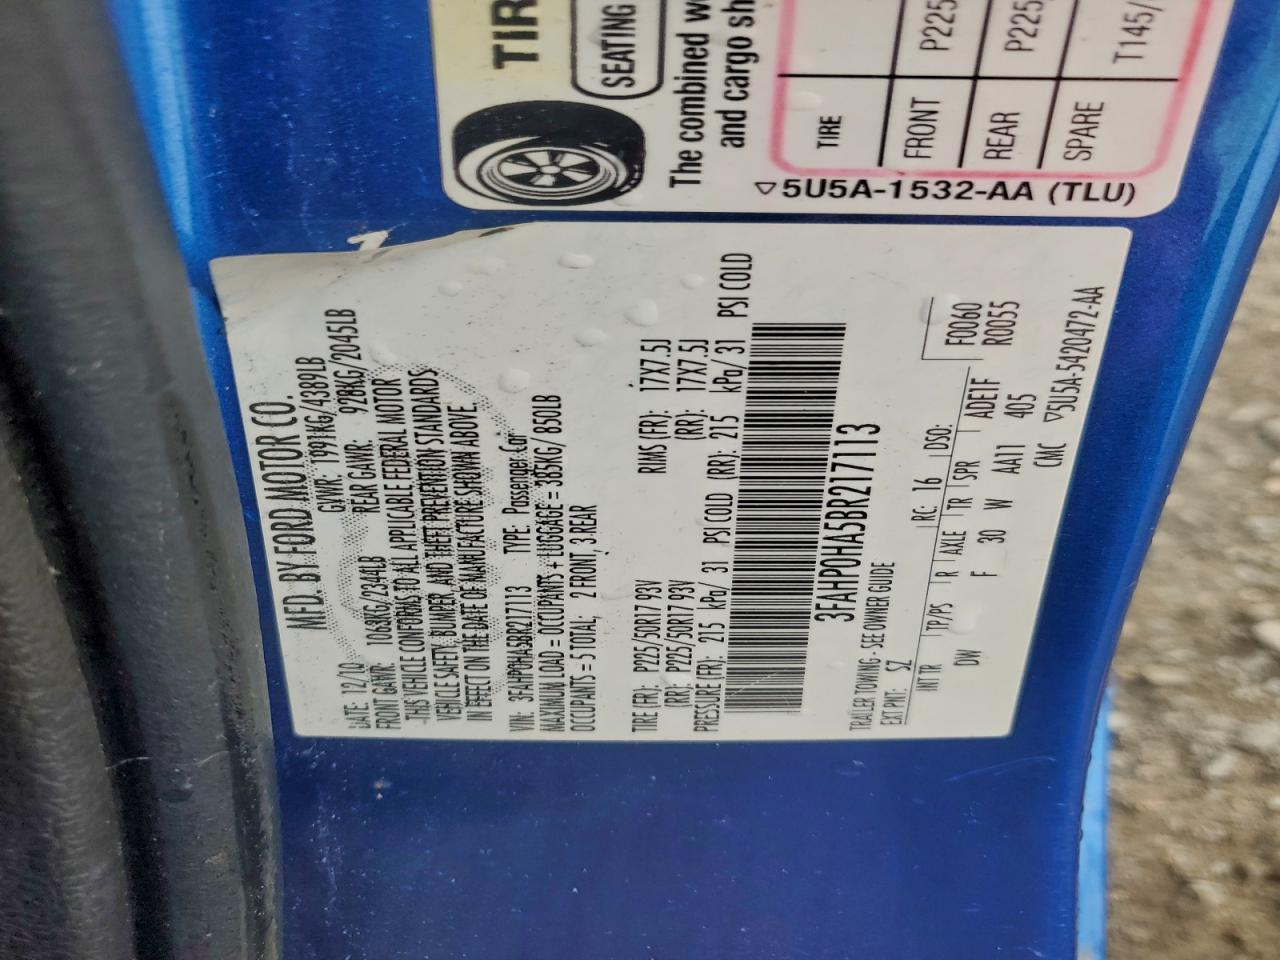 TIR
SEATING
The combined we
and cargo sh
TIRE
FRONT P225
REAR P225
SPARE T145/
5U5A-1532-AA (TLU)
MFD. BY FORD MOTOR CO.
DATE: 12/10 GVWR: 1991KG/4389LB
FRONT GAWR: 1063KG/2344LB REAR GAWR: 928KG/2045LB
THIS VEHICLE CONFORMS TO ALL APPLICABLE FEDERAL MOTOR
VEHICLE SAFETY, BUMPER, AND THEFT PREVENTION STANDARDS
IN EFFECT ON THE DATE OF MANUFACTURE SHOWN ABOVE.
VIN: 3FAHP0HA5BR217113 TYPE: Passenger Car
MAXIMUM LOAD = OCCUPANTS + LUGGAGE = 385KG/ 850LB
OCCUPANTS = 5 TOTAL; 2 FRONT, 3 REAR
TIRE (FR): P225/50R17 93V RIMS (FR): 17X7.5J
(RR): P225/50R17 93V (RR): 17X7.5J
PRESSURE (FR): 215 kPa/ 31 PSI COLD (RR): 215 kPa/ 31 PSI COLD
3FAHP0HA5BR217113
TRAILER TOWING - SEE OWNER GUIDE
EXT PNT: SZ RC: 16 DSO: F0060
INT TR TP/PS R AXLE TR SPR ADE1F R0055
DW F 30 W AA11 405
CMC 5U5A-5420472-AA